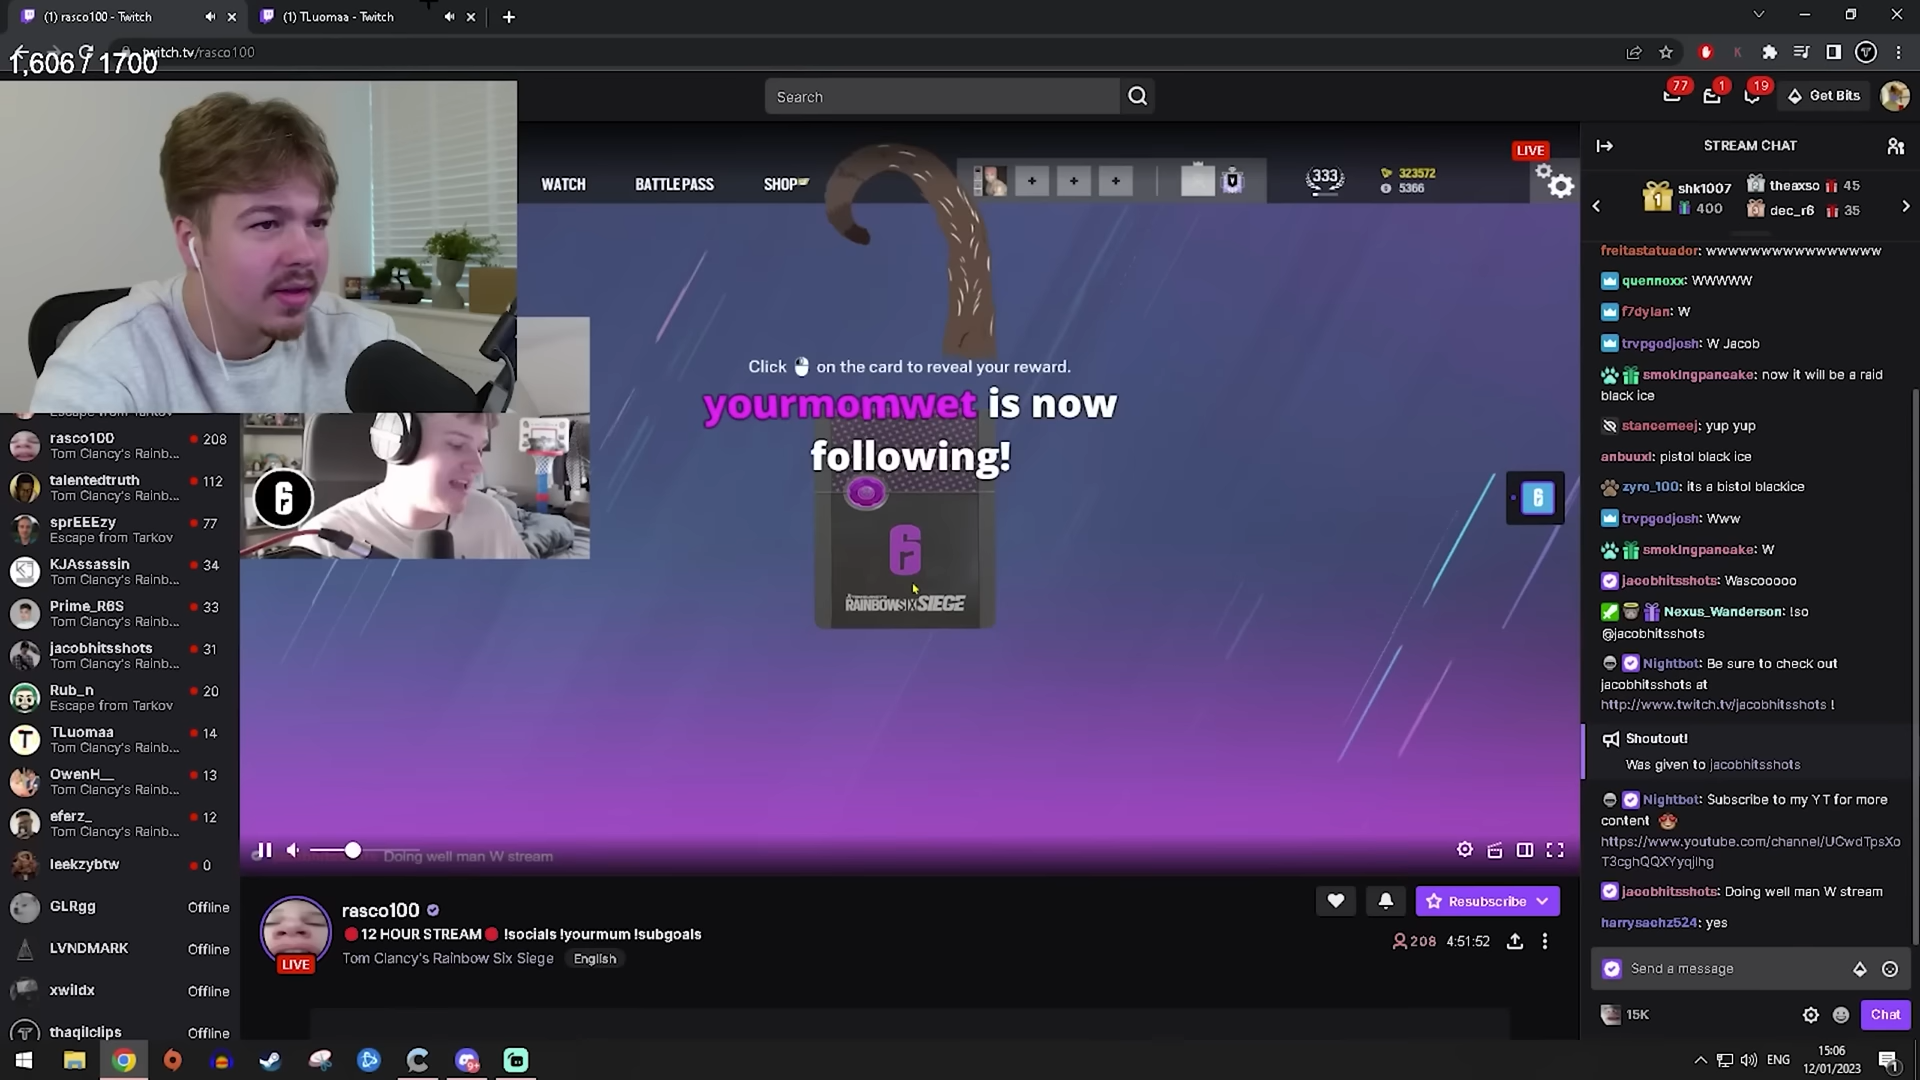 (1) rasco100 - Twitch
(1) TLuomaa - Twitch
twitch.tv/rasco100
1,606 / 1700
Search
77
1
19
Get Bits
WATCH
BATTLE PASS
SHOP
333
323572
5366
LIVE
Click on the card to reveal your reward.
yourmomwet is now
following!
RAINBOWSIX SIEGE
rasco100
208
Tom Clancy's Rainb...
talentedtruth
112
Tom Clancy's Rainb...
sprEEEzy
77
Escape from Tarkov
KJAssassin
34
Tom Clancy's Rainb...
Prime_R6S
33
Tom Clancy's Rainb...
jacobhitsshots
31
Tom Clancy's Rainb...
Rub_n
20
Escape from Tarkov
TLuomaa
14
Tom Clancy's Rainb...
OwenH__
13
Tom Clancy's Rainb...
eferz_
12
Tom Clancy's Rainb...
leekzybtw
0
GLRgg
Offline
LVNDMARK
Offline
xwildx
Offline
thaqilclips
Offline
Doing well man W stream
rasco100
12 HOUR STREAM !socials !yourmum !subgoals
Tom Clancy's Rainbow Six Siege
English
LIVE
Resubscribe
208
4:51:52
STREAM CHAT
1
shk1007
400
theaxso 45
dec_r6 35
freitastatuador: wwwwwwwwwwwwwwwww
quennoxx: WWWWW
f7dylan: W
trvpgodjosh: W Jacob
smokingpancake: now it will be a raid
black ice
stancemeej: yup yup
anbuuxl: pistol black ice
zyro_100: its a bistol blackice
trvpgodjosh: Www
smokingpancake: W
jacobhitsshots: Wascooooo
Nexus_Wanderson: !so
@jacobhitsshots
Nightbot: Be sure to check out
jacobhitsshots at
http://www.twitch.tv/jacobhitsshots !
Shoutout!
Was given to jacobhitsshots
Nightbot: Subscribe to my YT for more
content
https://www.youtube.com/channel/UCwdTpsXo
T3cghQQXYyqjlhg
jacobhitsshots: Doing well man W stream
harrysachz524: yes
Send a message
15K
Chat
ENG
15:06
12/01/2023